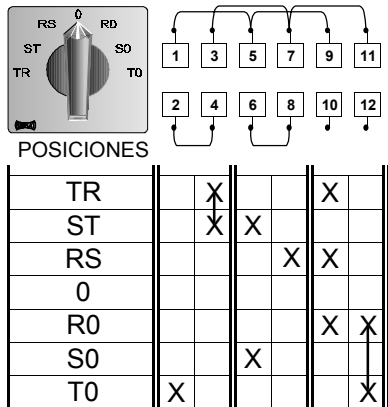 0
RS RD
ST S0
TR T0
1 3 5 7 9 11
2 4 6 8 10 12
POSICIONES
TR X X
ST X X
RS X X
0
R0 X X
S0 X
T0 X X